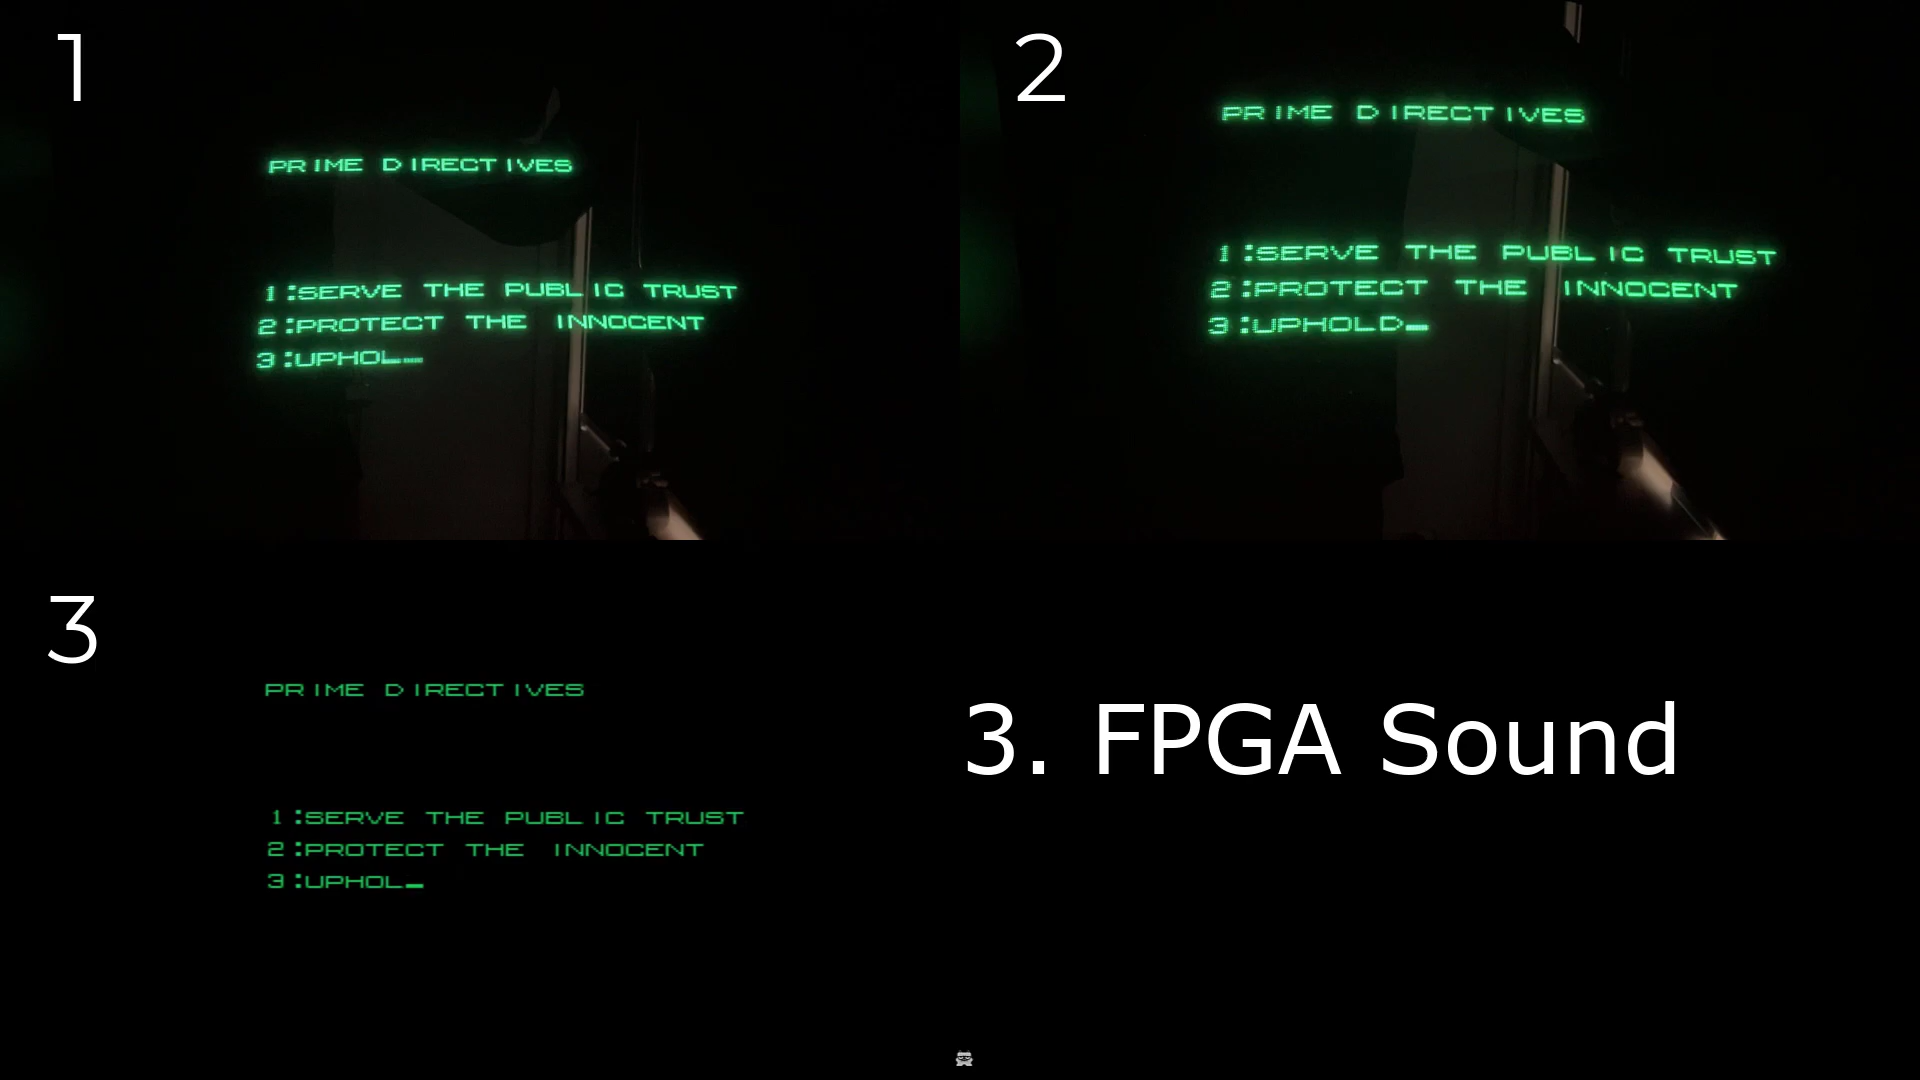 1
PRIME DIRECTIVES
1:SERVE THE PUBLIC TRUST
2:PROTECT THE INNOCENT
3:UPHOL
2
PRIME DIRECTIVES
1:SERVE THE PUBLIC TRUST
2:PROTECT THE INNOCENT
3:UPHOLD
3
PRIME DIRECTIVES
1:SERVE THE PUBLIC TRUST
2:PROTECT THE INNOCENT
3:UPHOL_
3. FPGA Sound